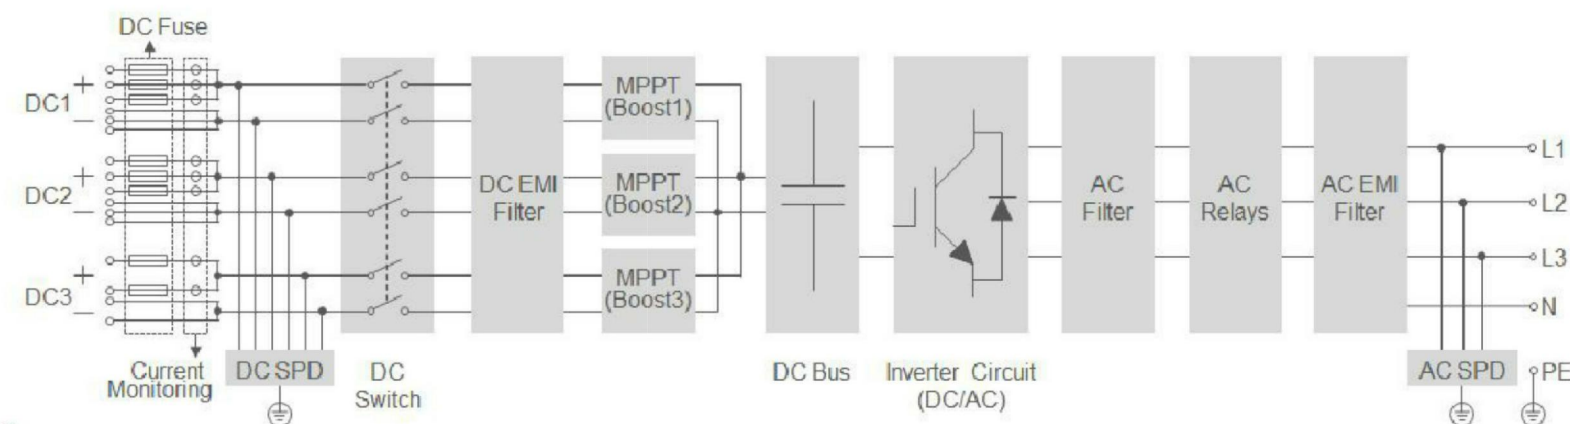 DC Fuse
DC1
+
−
DC2
+
−
DC3
+
−
Current
Monitoring
DC SPD
DC
Switch
DC EMI
Filter
MPPT
(Boost1)
MPPT
(Boost2)
MPPT
(Boost3)
DC Bus
Inverter Circuit
(DC/AC)
AC
Filter
AC
Relays
AC EMI
Filter
L1
L2
L3
N
AC SPD
PE